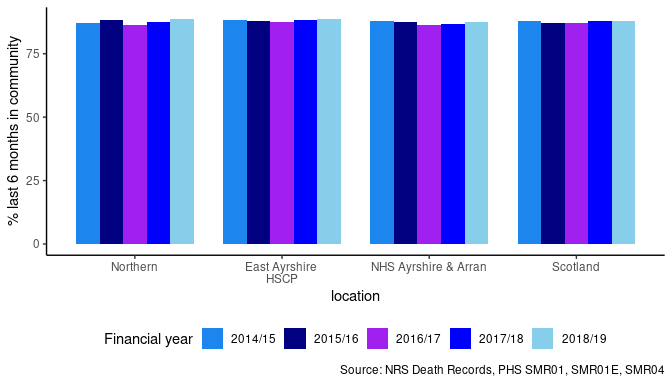 % last 6 months in community
75
50
25
0
Northern
East Ayrshire
HSCP
NHS Ayrshire & Arran
Scotland
location
Financial year 2014/15 2015/16 2016/17 2017/18 2018/19
Source: NRS Death Records, PHS SMR01, SMR01E, SMR04